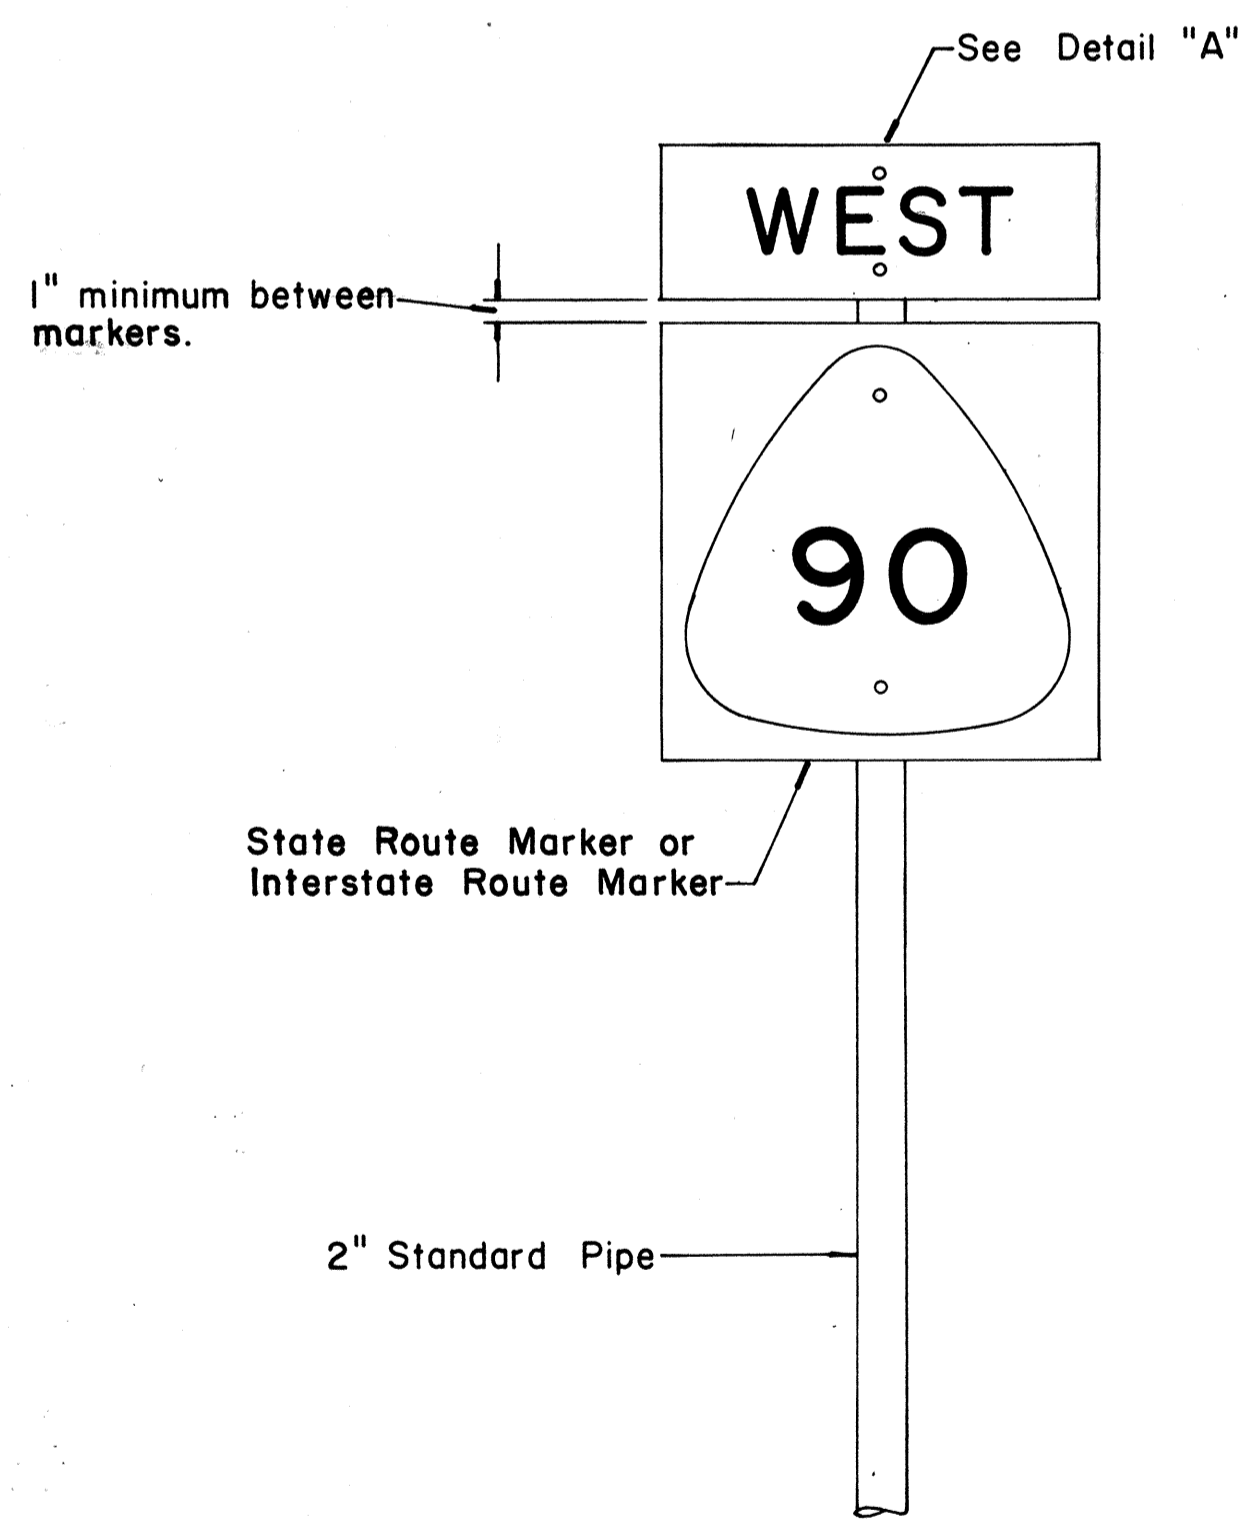 See Detail "A"
WEST
1" minimum between
markers.
90
State Route Marker or
Interstate Route Marker
2" Standard Pipe